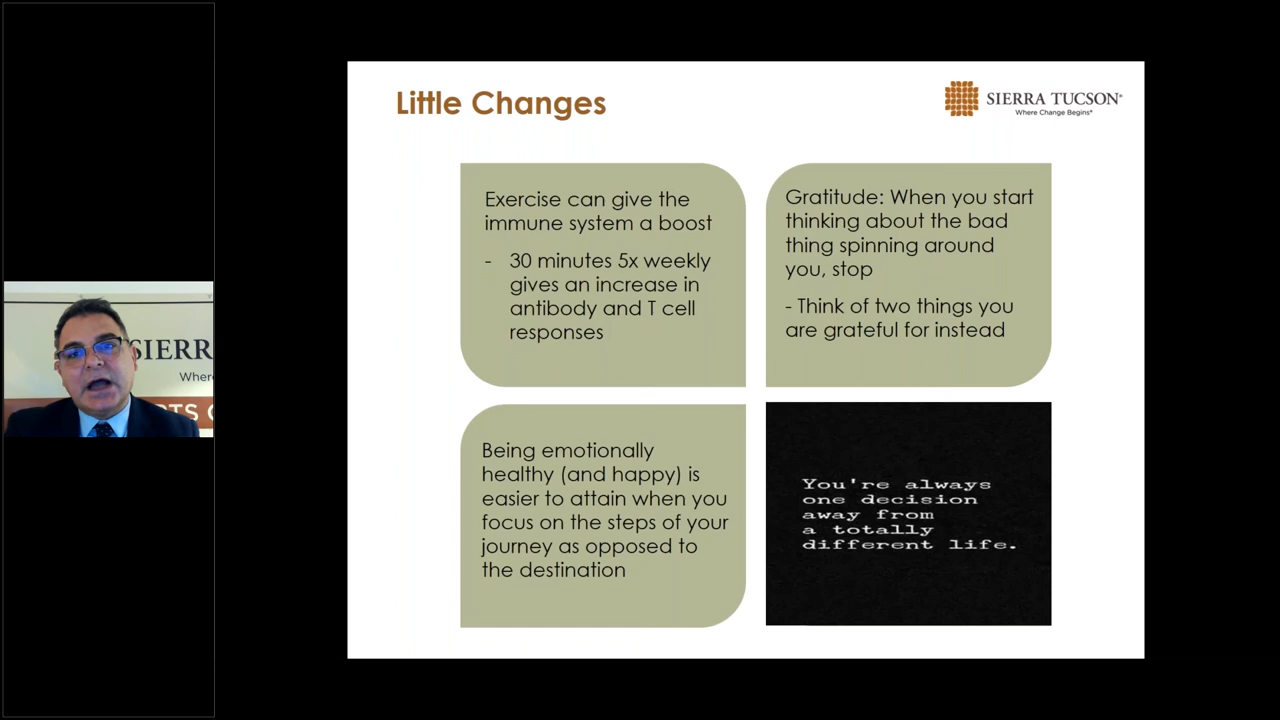 Little Changes
SIERRA TUCSON®
Where Change Begins®
Exercise can give the
immune system a boost
- 30 minutes 5x weekly
gives an increase in
antibody and T cell
responses
Gratitude: When you start
thinking about the bad
thing spinning around
you, stop
- Think of two things you
are grateful for instead
Being emotionally
healthy (and happy) is
easier to attain when you
focus on the steps of your
journey as opposed to
the destination
You're always
one decision
away from
a totally
different life.
SIERR
Wher